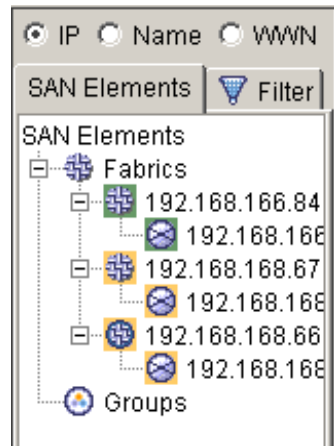 IP Name WWN
SAN Elements Filter
SAN Elements
Fabrics
192.168.166.84
192.168.166
192.168.168.67
192.168.168
192.168.168.66
192.168.168
Groups